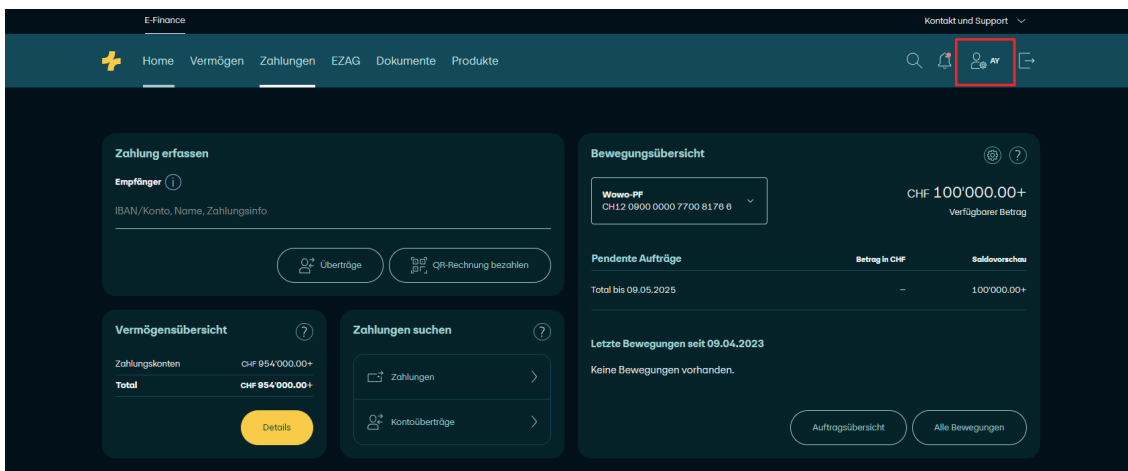 E-Finance
Kontakt und Support
Home Vermögen Zahlungen EZAG Dokumente Produkte
AY
Zahlung erfassen
Empfänger
IBAN/Konto, Name, Zahlungsinfo
Überträge
QR-Rechnung bezahlen
Bewegungsübersicht
Wowo-PF
CH12 0900 0000 7700 8176 6
CHF 100'000.00+
Verfügbarer Betrag
Pendente Aufträge Betrag in CHF Saldovorschau
Total bis 09.05.2025 – 100'000.00+
Letzte Bewegungen seit 09.04.2023
Keine Bewegungen vorhanden.
Auftragsübersicht
Alle Bewegungen
Vermögensübersicht
Zahlungskonten CHF 954'000.00+
Total CHF 954'000.00+
Details
Zahlungen suchen
Zahlungen
Kontoüberträge